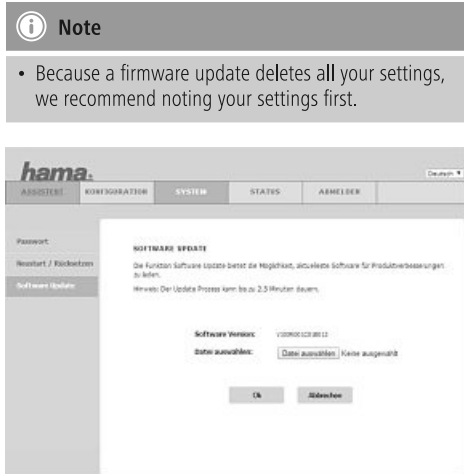 Note
• Because a firmware update deletes all your settings,
we recommend noting your settings first.
hama.
Deutsch
ASSISTENT KONFIGURATION SYSTEM STATUS ABMELDEN
Passwort
Neustart / Rücksetzen
Software Update
SOFTWARE UPDATE
Die Funktion Software Update bietet die Möglichkeit, aktuellste Software für Produktverbesserungen
zu laden.
Hinweis: Der Update Prozess kann bis zu 2.5 Minuten dauern.
Software Version:
Datei auswählen: Datei auswählen Keine ausgewählt
Ok Abbrechen